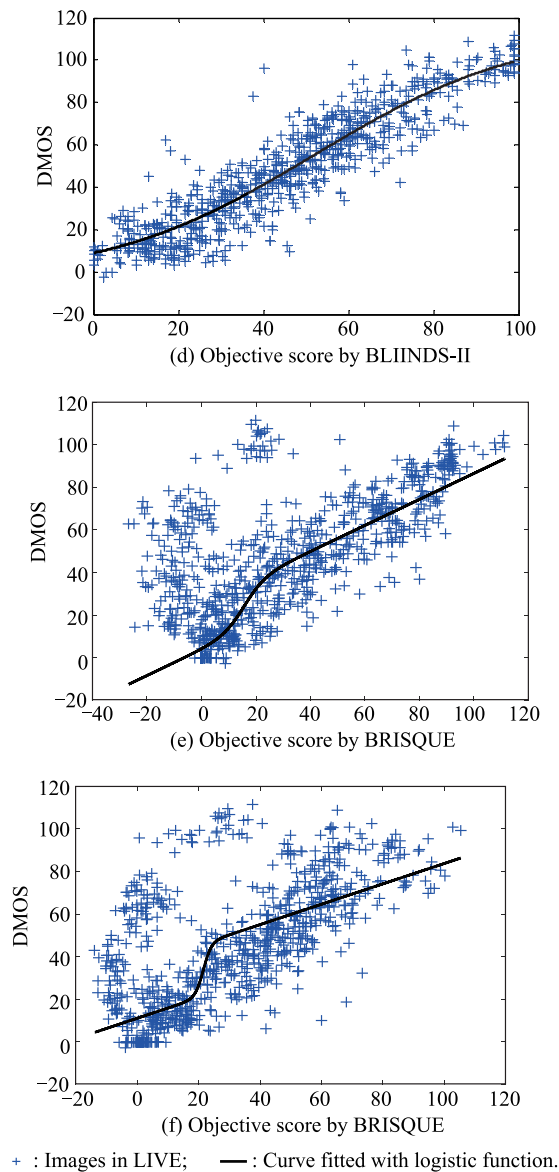 120
100
80
60
40
20
0
−20
DMOS
0 20 40 60 80 100
(d) Objective score by BLIINDS-II
120
100
80
60
40
20
0
−20
DMOS
−40 −20 0 20 40 60 80 100 120
(e) Objective score by BRISQUE
120
100
80
60
40
20
0
−20
DMOS
−20 0 20 40 60 80 100 120
(f) Objective score by BRISQUE
+ : Images in LIVE; — : Curve fitted with logistic function.